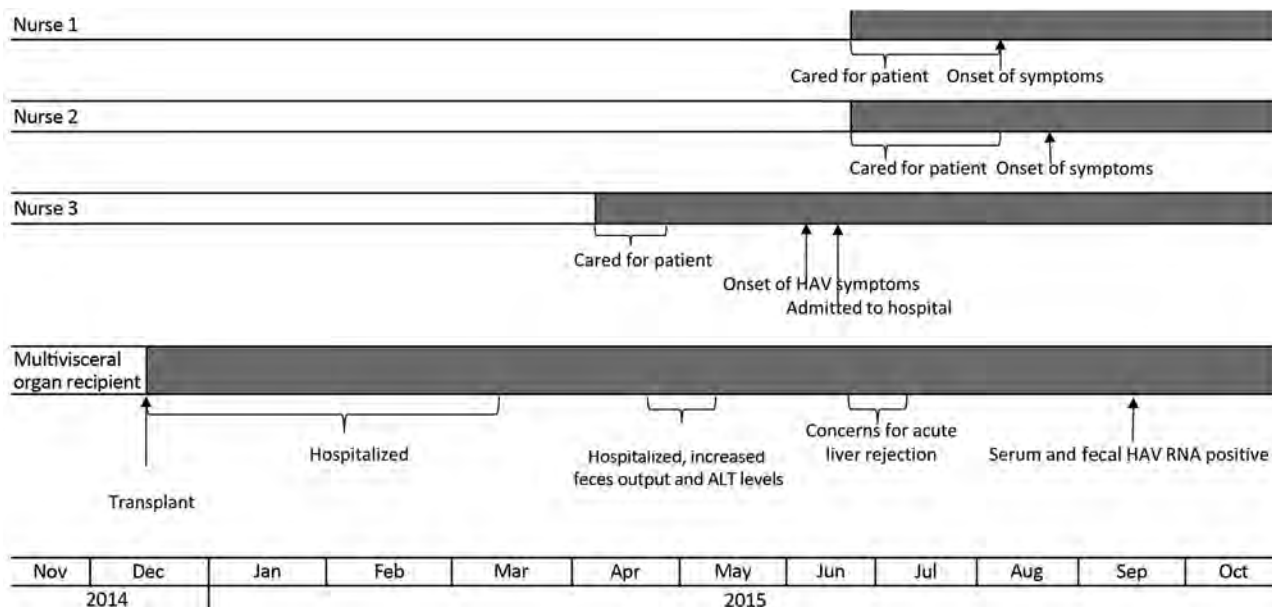 Nurse 1
Cared for patient Onset of symptoms
Nurse 2
Cared for patient Onset of symptoms
Nurse 3
Cared for patient
Onset of HAV symptoms
Admitted to hospital
Multivisceral
organ recipient
Hospitalized
Transplant
Hospitalized, increased
feces output and ALT levels
Concerns for acute
liver rejection
Serum and fecal HAV RNA positive
Nov Dec Jan Feb Mar Apr May Jun Jul Aug Sep Oct
2014 2015